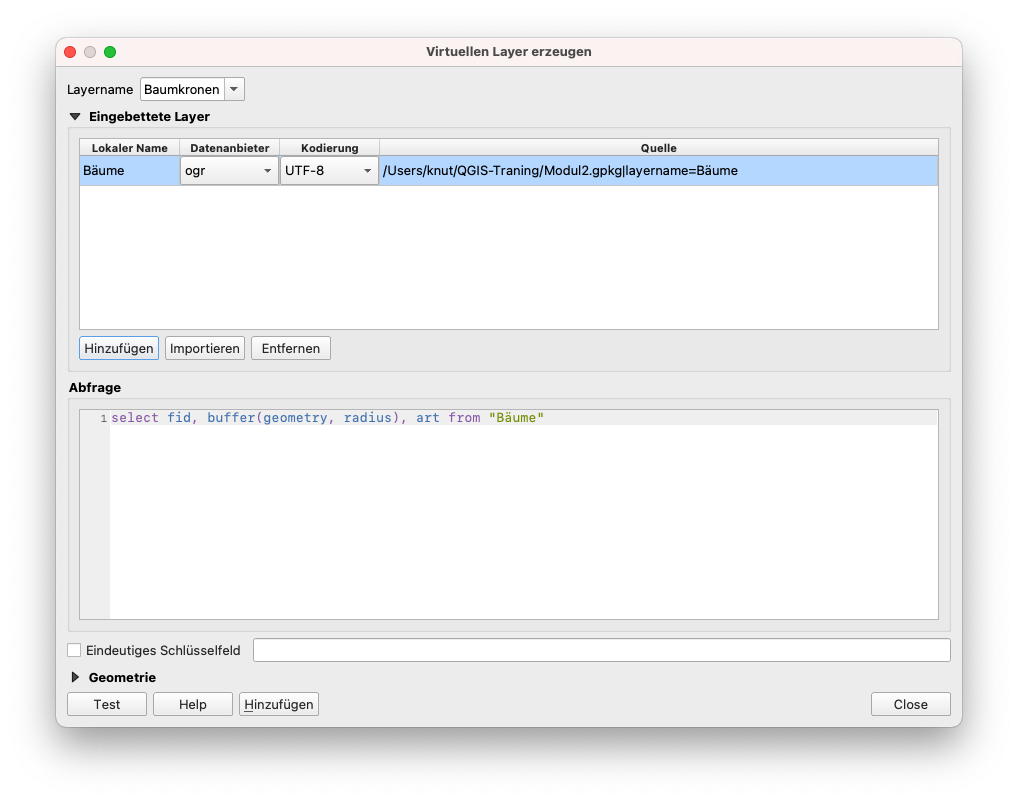 Virtuellen Layer erzeugen
Layername Baumkronen
Eingebettete Layer
Lokaler Name Datenanbieter Kodierung Quelle
Bäume ogr UTF-8 /Users/knut/QGIS-Traning/Modul2.gpkg|layername=Bäume
Hinzufügen Importieren Entfernen
Abfrage
1 select fid, buffer(geometry, radius), art from "Bäume"
Eindeutiges Schlüsselfeld
Geometrie
Test Help Hinzufügen Close